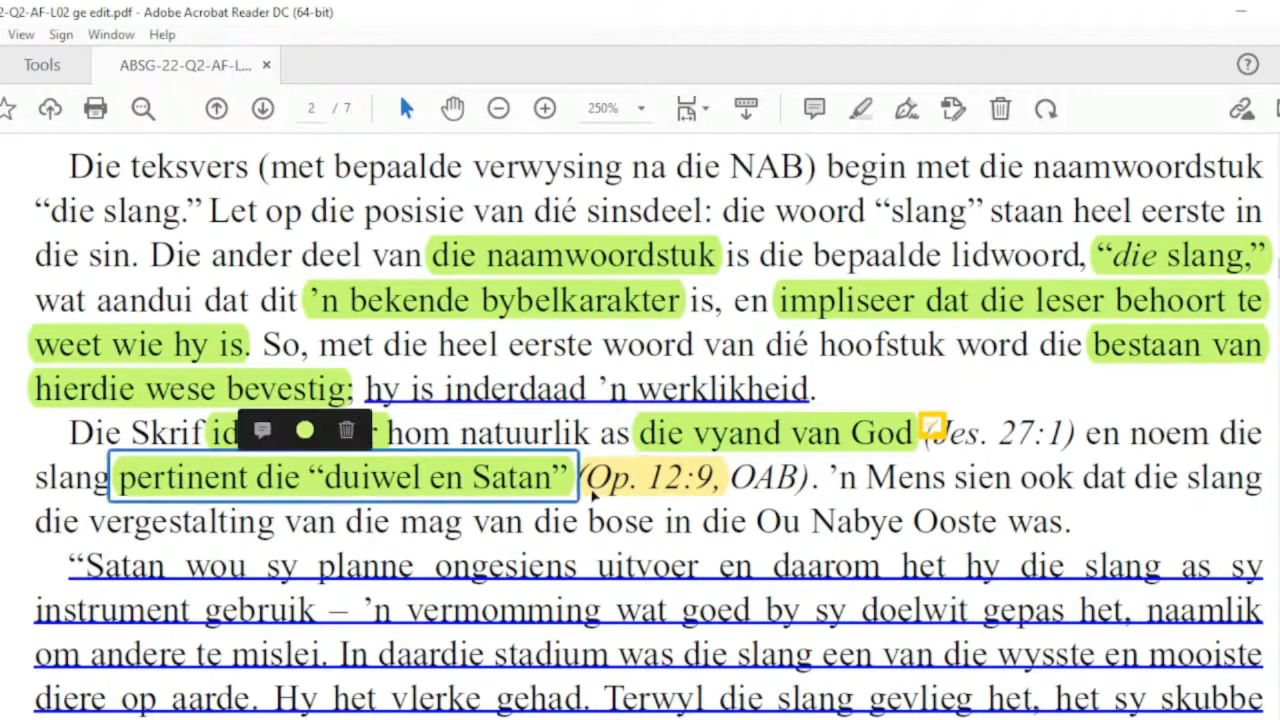 2-Q2-AF-L02 ge edit.pdf - Adobe Acrobat Reader DC (64-bit)
View Sign Window Help
Tools ABSG-22-Q2-AF-L... ×
2 / 7 250%
Die teksvers (met bepaalde verwysing na die NAB) begin met die naamwoordstuk
“die slang.” Let op die posisie van dié sinsdeel: die woord “slang” staan heel eerste in
die sin. Die ander deel van die naamwoordstuk is die bepaalde lidwoord, “die slang,”
wat aandui dat dit ’n bekende bybelkarakter is, en impliseer dat die leser behoort te
weet wie hy is. So, met die heel eerste woord van dié hoofstuk word die bestaan van
hierdie wese bevestig; hy is inderdaad ’n werklikheid.
Die Skrif hom natuurlik as die vyand van God (Jes. 27:1) en noem die
slang pertinent die “duiwel en Satan” (Op. 12:9, OAB). ’n Mens sien ook dat die slang
die vergestalting van die mag van die bose in die Ou Nabye Ooste was.
“Satan wou sy planne ongesiens uitvoer en daarom het hy die slang as sy
instrument gebruik – ’n vermomming wat goed by sy doelwit gepas het, naamlik
om andere te mislei. In daardie stadium was die slang een van die wysste en mooiste
diere op aarde. Hy het vlerke gehad. Terwyl die slang gevlieg het, het sy skubbe